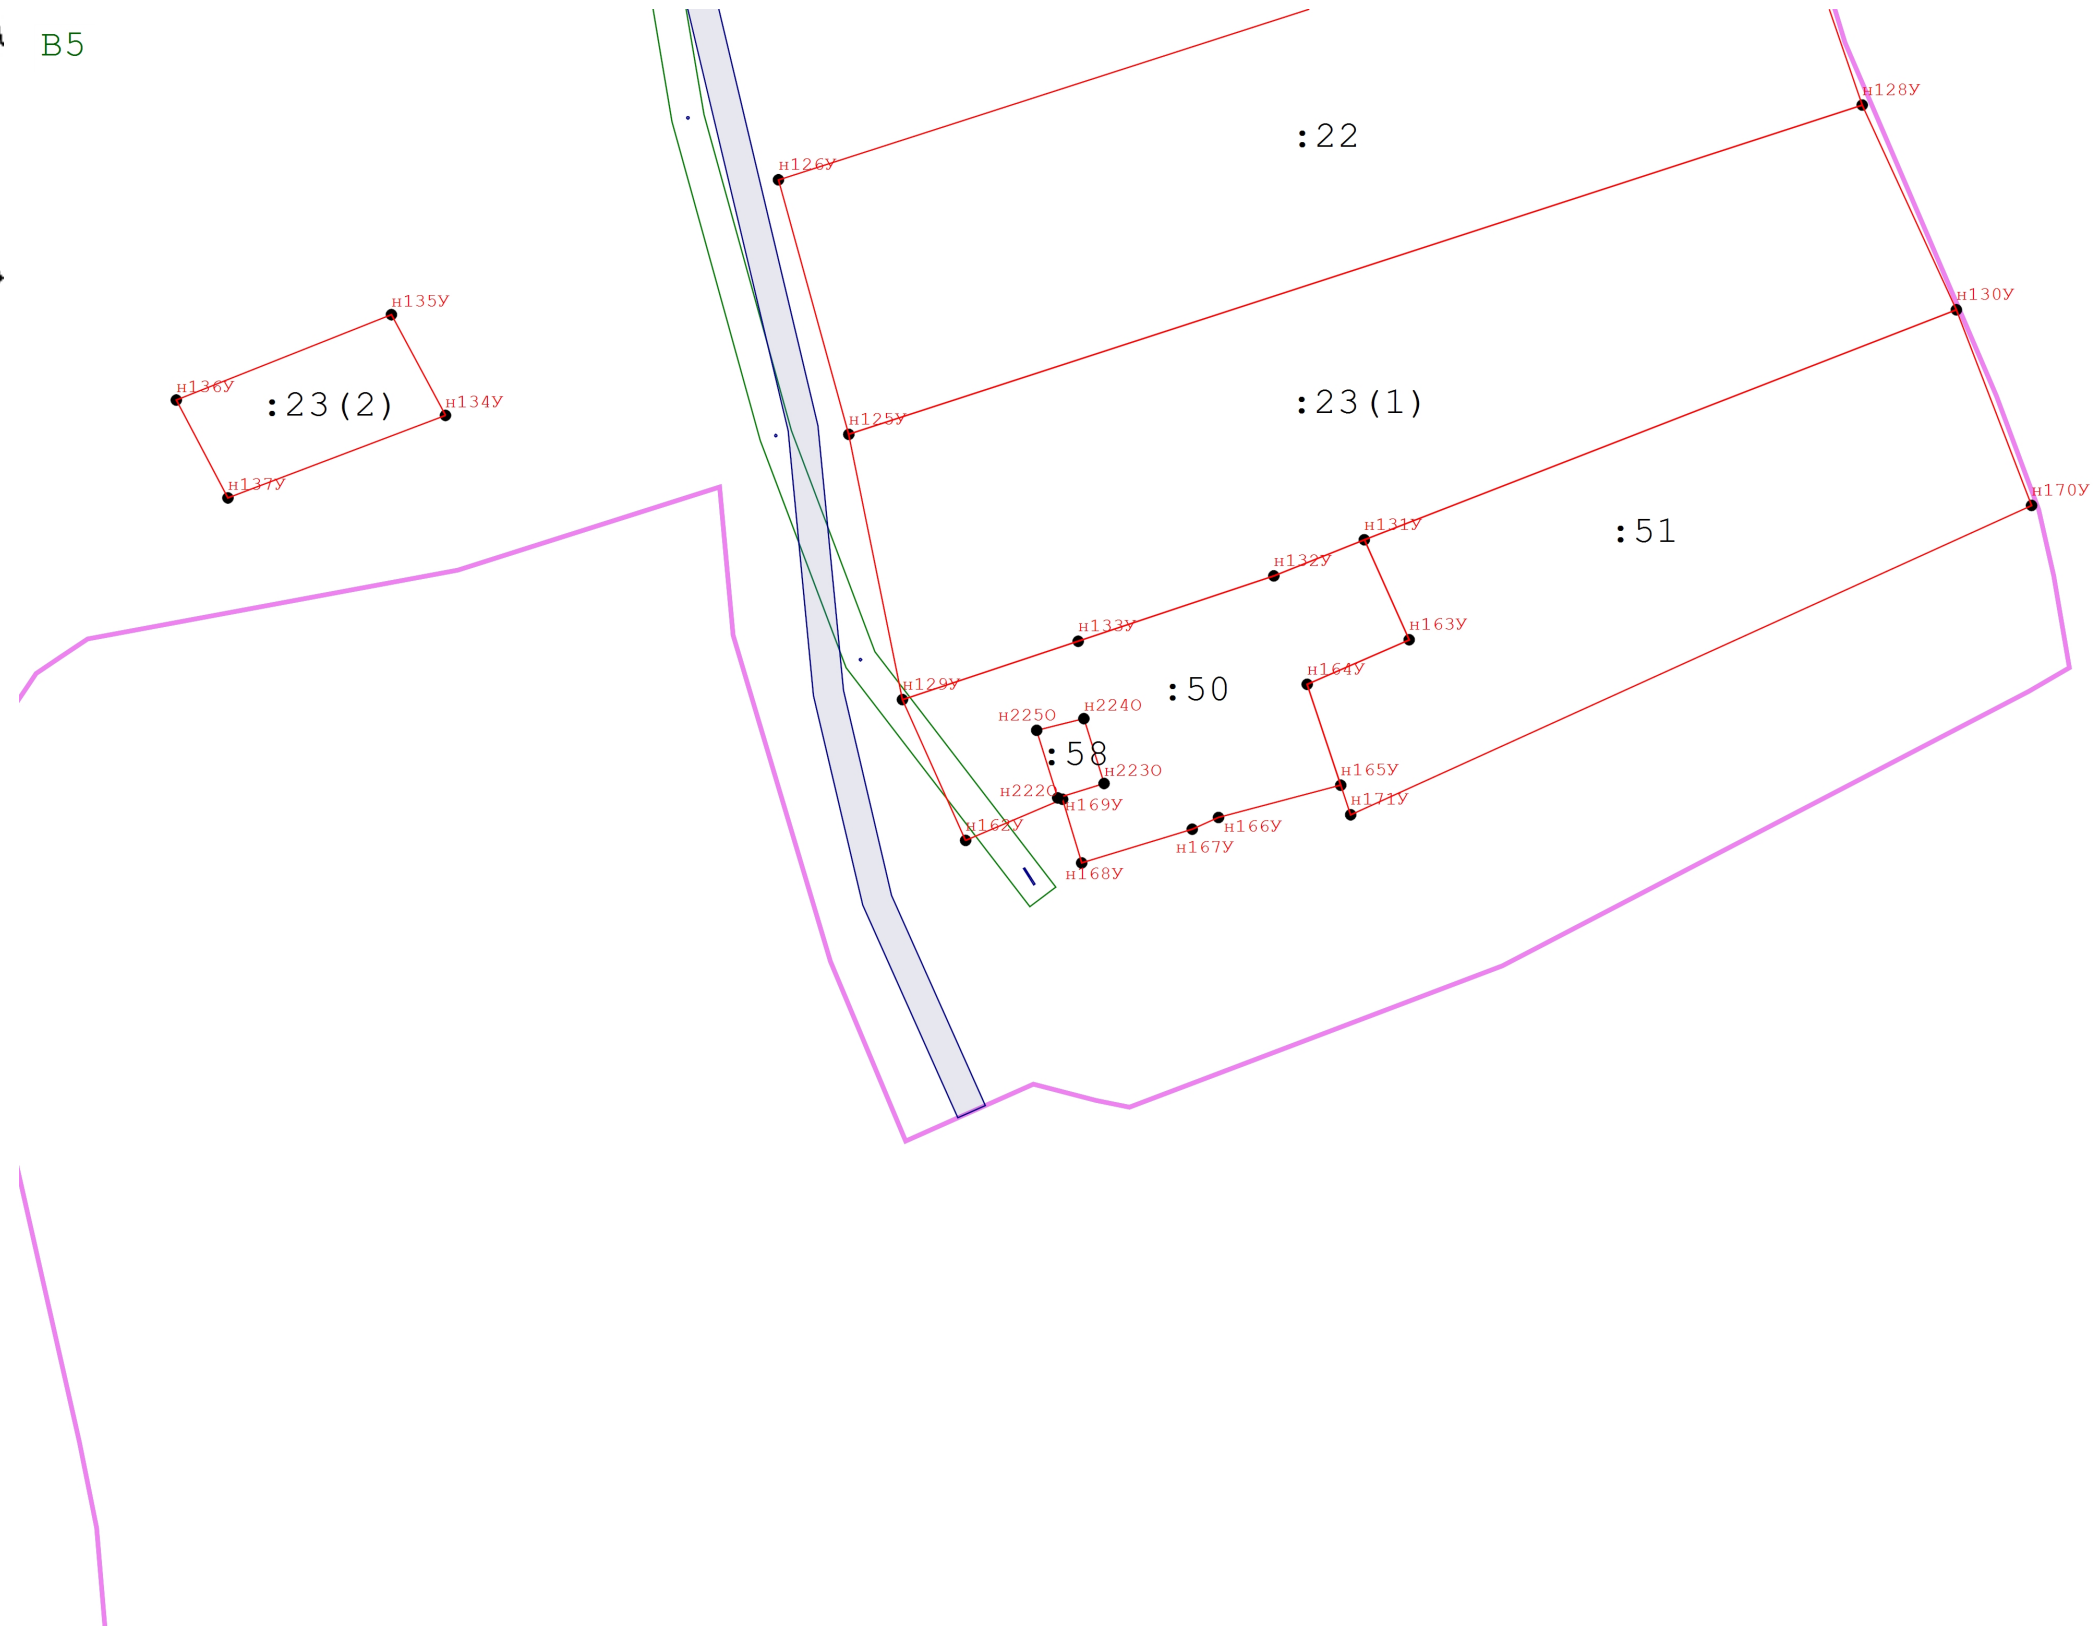 В5
н128У
:22
н126У
н130У
н135У
н136У
:23(2)
н134У
:23(1)
н125У
н137У
н170У
н131У
:51
н132У
н133У
н163У
н164У
н129У
:50
н224О
н225О
:58
н223О
н165У
н222О
н169У
н171У
н162У
н166У
н167У
н168У